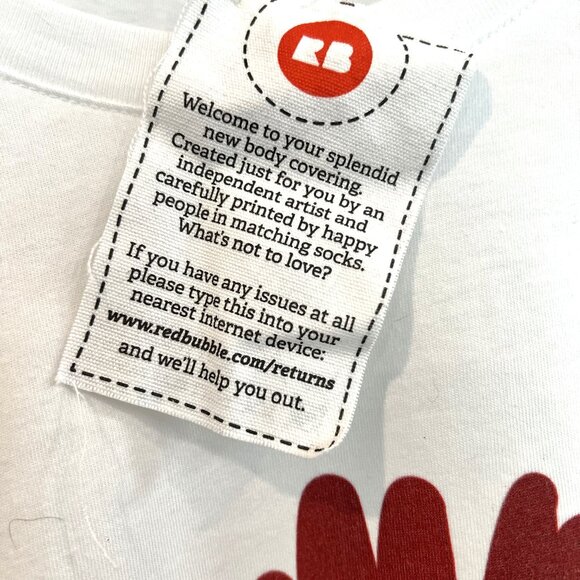 RB
Welcome to your splendid
new body covering.
Created just for you by an
independent artist and
carefully printed by happy
people in matching socks.
What's not to love?
If you have any issues at all
please type this into your
nearest internet device:
www.redbubble.com/returns
and we'll help you out.